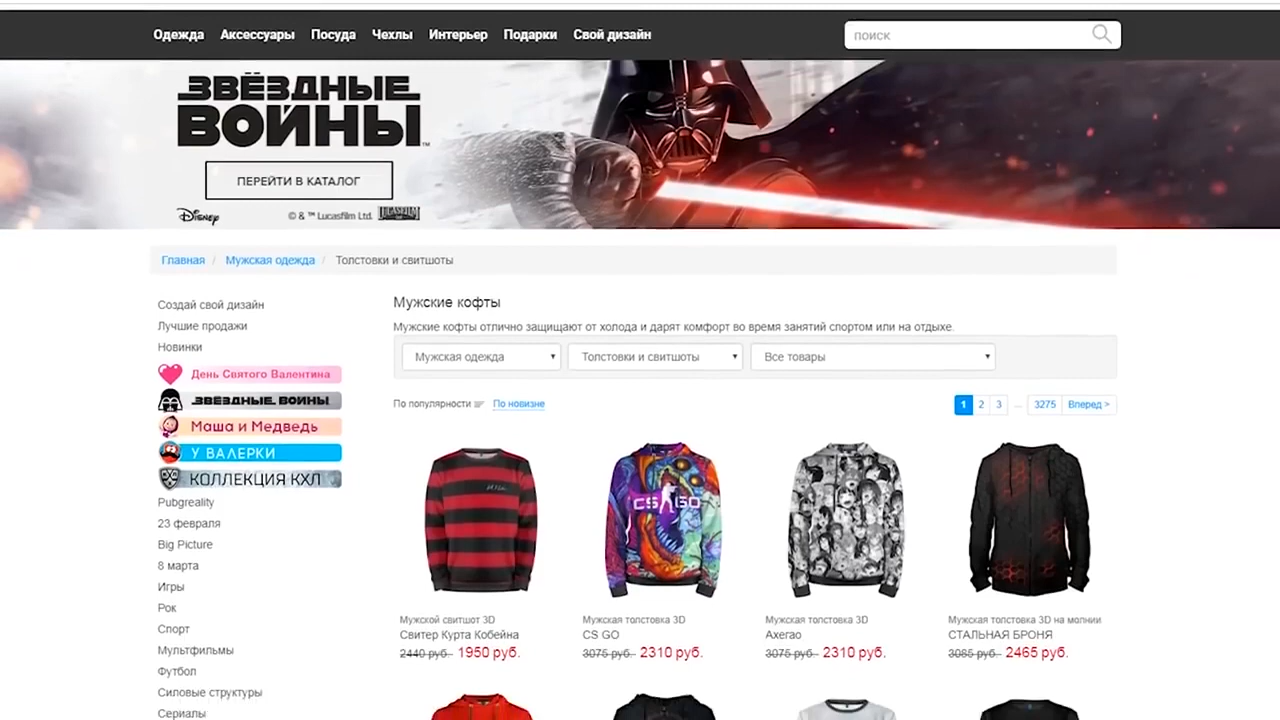 Одежда Аксессуары Посуда Чехлы Интерьер Подарки Свой дизайн
поиск
ЗВЁЗДНЫЕ
ВОЙНЫ™
ПЕРЕЙТИ В КАТАЛОГ
Disney © & ™ Lucasfilm Ltd. LUCASFILM
Главная / Мужская одежда / Толстовки и свитшоты
Создай свой дизайн
Лучшие продажи
Новинки
День Святого Валентина
ЗВЕЗДНЫЕ ВОЙНЫ
Маша и Медведь
У ВАЛЕРКИ
КОЛЛЕКЦИЯ КХЛ
Pubgreality
23 февраля
Big Picture
8 марта
Игры
Рок
Спорт
Мультфильмы
Футбол
Силовые структуры
Сериалы
Мужские кофты
Мужские кофты отлично защищают от холода и дарят комфорт во время занятий спортом или на отдыхе.
Мужская одежда Толстовки и свитшоты Все товары
По популярности По новизне
1 2 3 ... 3275 Вперед >
CS GO
Мужской свитшот 3D
Свитер Курта Кобейна
2440 руб. 1950 руб.
Мужская толстовка 3D
CS GO
3075 руб. 2310 руб.
Мужская толстовка 3D
Ахегао
3075 руб. 2310 руб.
Мужская толстовка 3D на молнии
СТАЛЬНАЯ БРОНЯ
3085 руб. 2465 руб.